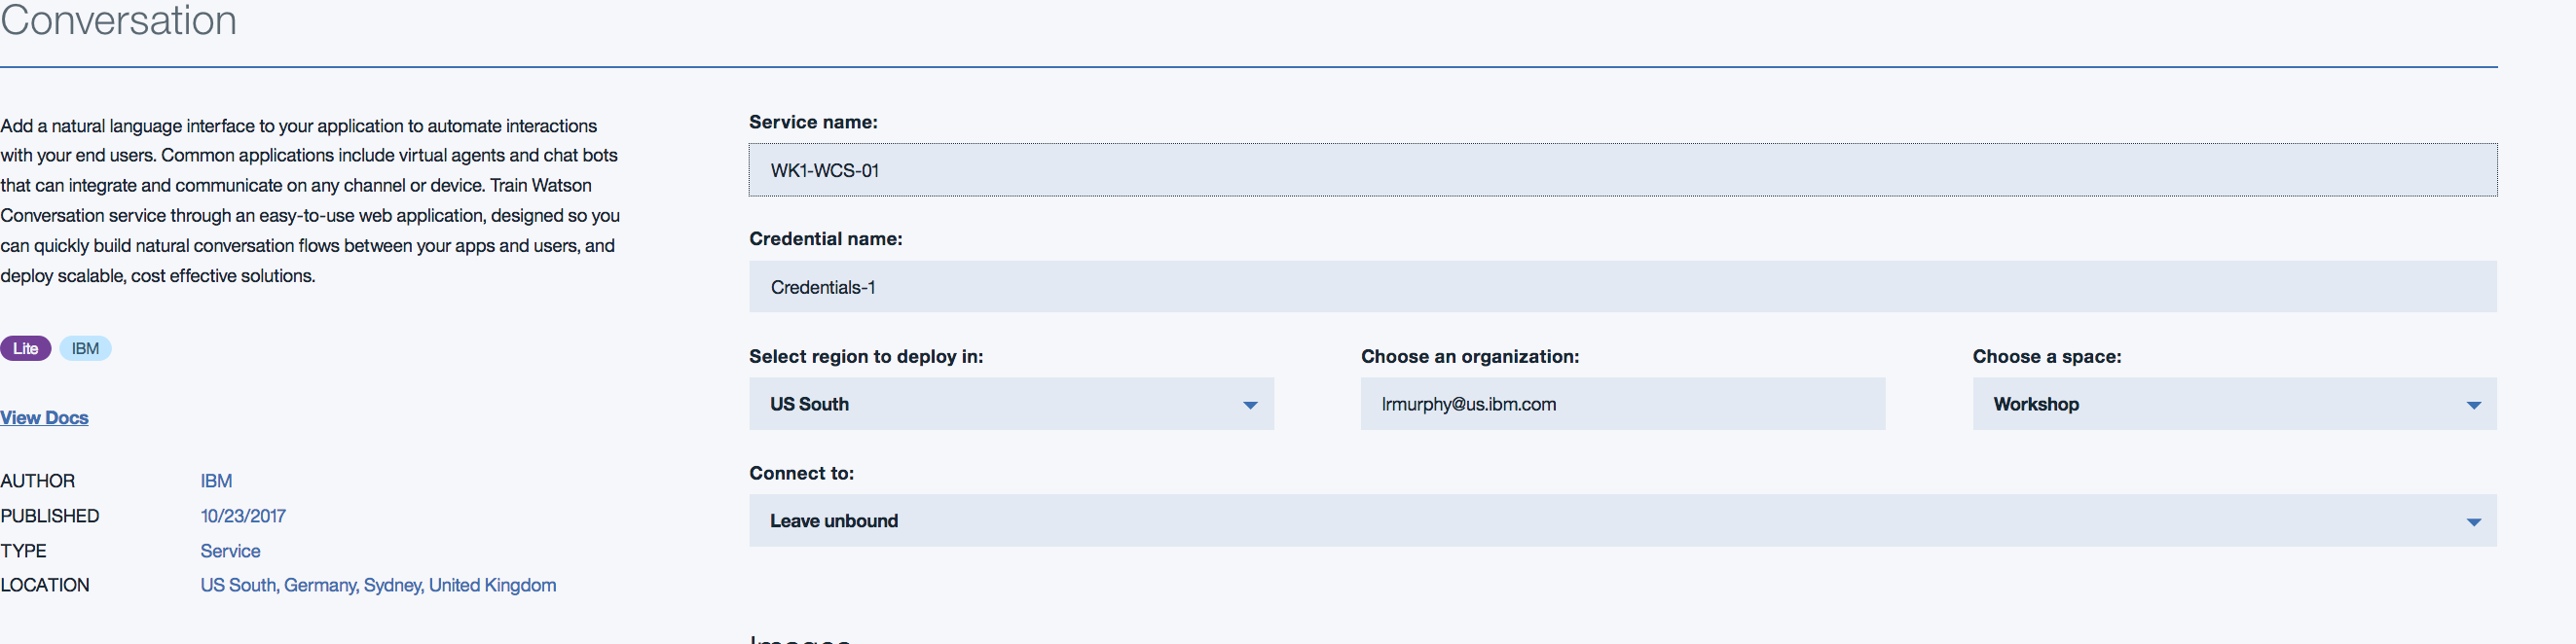 Conversation
Add a natural language interface to your application to automate interactions
with your end users. Common applications include virtual agents and chat bots
that can integrate and communicate on any channel or device. Train Watson
Conversation service through an easy-to-use web application, designed so you
can quickly build natural conversation flows between your apps and users, and
deploy scalable, cost effective solutions.
Lite IBM
View Docs
AUTHOR IBM
PUBLISHED 10/23/2017
TYPE Service
LOCATION US South, Germany, Sydney, United Kingdom
Service name:
WK1-WCS-01
Credential name:
Credentials-1
Select region to deploy in: Choose an organization: Choose a space:
US South lrmurphy@us.ibm.com Workshop
Connect to:
Leave unbound
Images